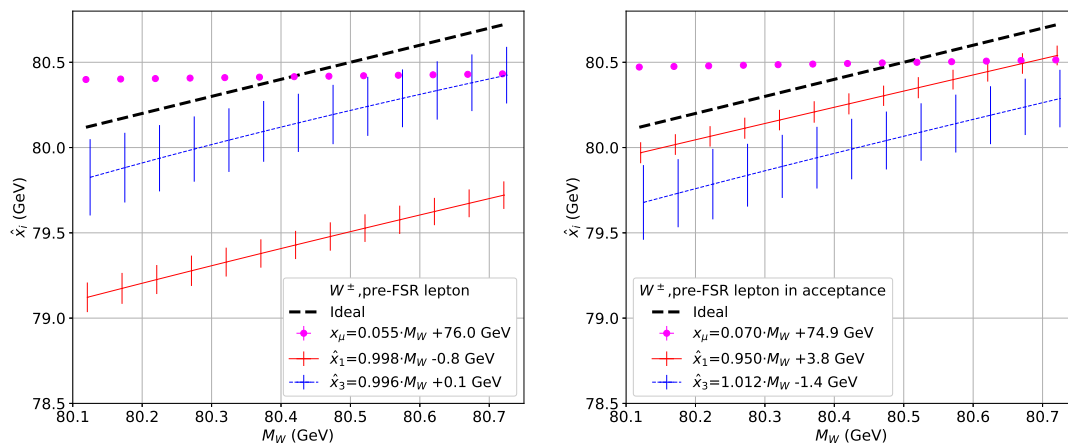 80.5
80.0
79.5
79.0
78.5
x̂ᵢ (GeV)
80.1 80.2 80.3 80.4 80.5 80.6 80.7
M_W (GeV)
W ±,pre-FSR lepton
Ideal
x_μ=0.055·M_W +76.0 GeV
x̂₁=0.998·M_W -0.8 GeV
x̂₃=0.996·M_W +0.1 GeV
80.5
80.0
79.5
79.0
78.5
x̂ᵢ (GeV)
80.1 80.2 80.3 80.4 80.5 80.6 80.7
M_W (GeV)
W ±,pre-FSR lepton in acceptance
Ideal
x_μ=0.070·M_W +74.9 GeV
x̂₁=0.950·M_W +3.8 GeV
x̂₃=1.012·M_W -1.4 GeV